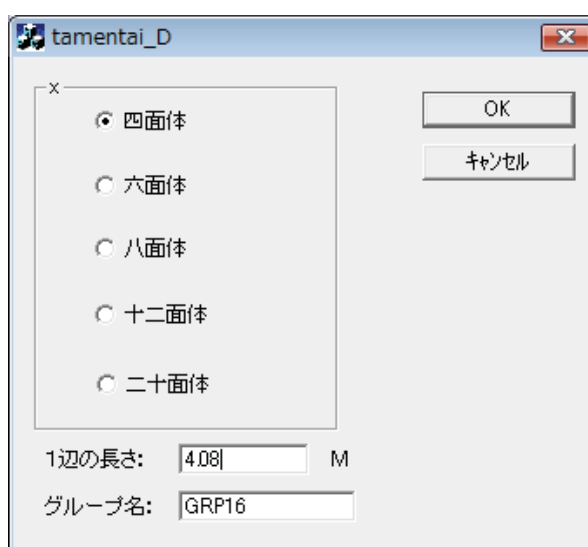 tamentai_D
x
四面体
OK
六面体
ｷｬﾝｾﾙ
八面体
十二面体
二十面体
1辺の長さ: 4.08 M
グループ名: GRP16